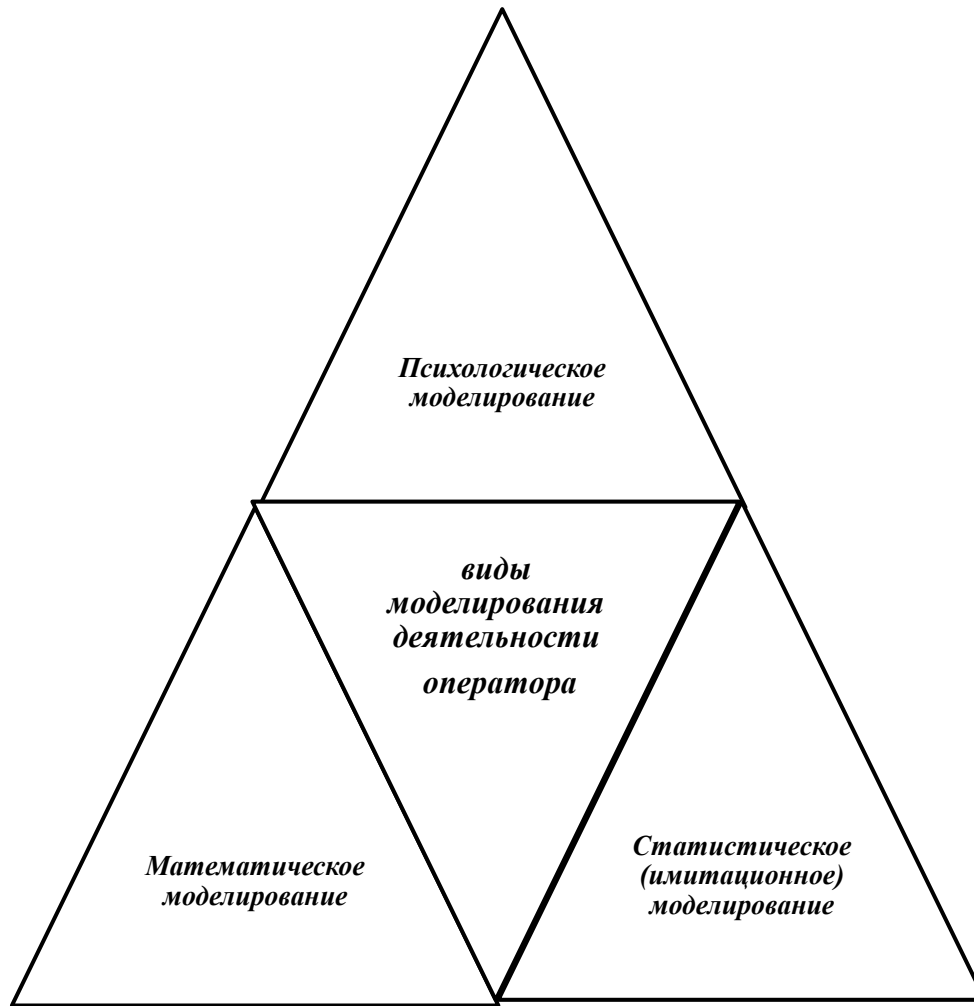 Психологическое
моделирование
виды
моделирования
деятельности
оператора
Математическое
моделирование
Статистическое
(имитационное)
моделирование